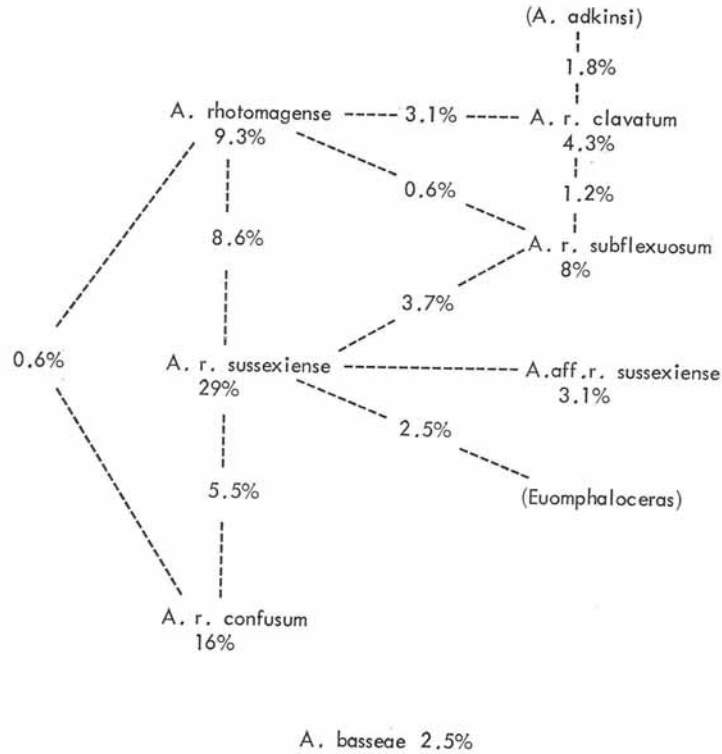 (A. adkinsi)
1.8%
A. rhotomagense 3.1% A. r. clavatum
9.3% 4.3%
0.6% 1.2%
8.6% A. r. subflexuosum
8%
3.7%
0.6% A. r. sussexiense A.aff.r. sussexiense
29% 3.1%
2.5%
5.5% (Euomphaloceras)
A. r. confusum
16%
A. basseae 2.5%